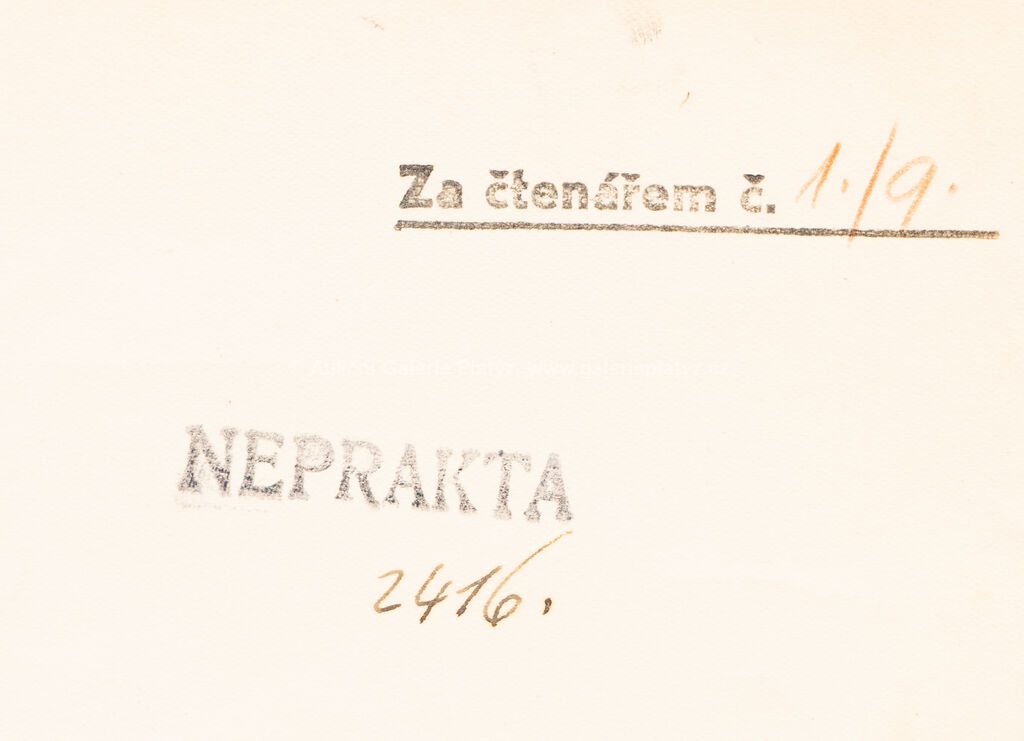 Za čtenářem č. 1./9.
NEPRAKTA
2416.